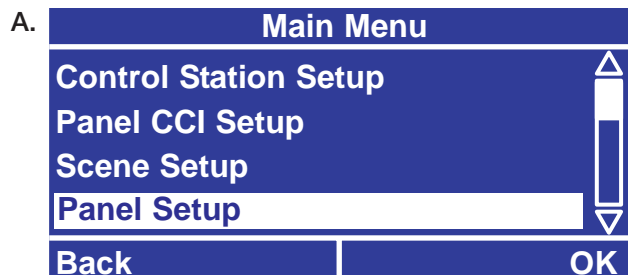 A. Main Menu
Control Station Setup
Panel CCI Setup
Scene Setup
Panel Setup
Back OK